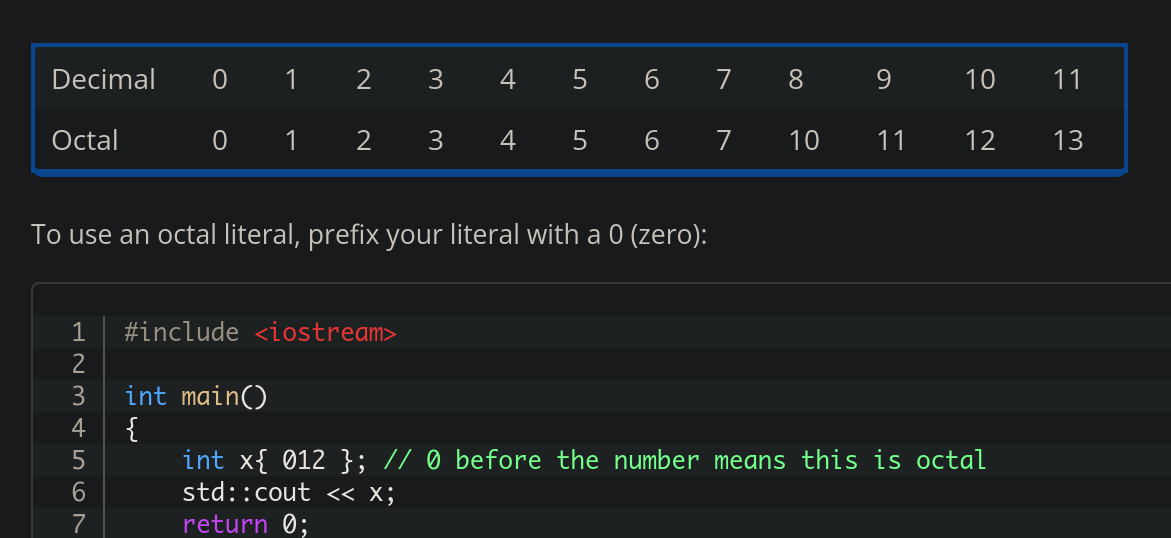 Decimal 0 1 2 3 4 5 6 7 8 9 10 11
Octal 0 1 2 3 4 5 6 7 10 11 12 13
To use an octal literal, prefix your literal with a 0 (zero):
1 #include <iostream>
2
3 int main()
4 {
5     int x{ 012 }; // 0 before the number means this is octal
6     std::cout << x;
7     return 0;